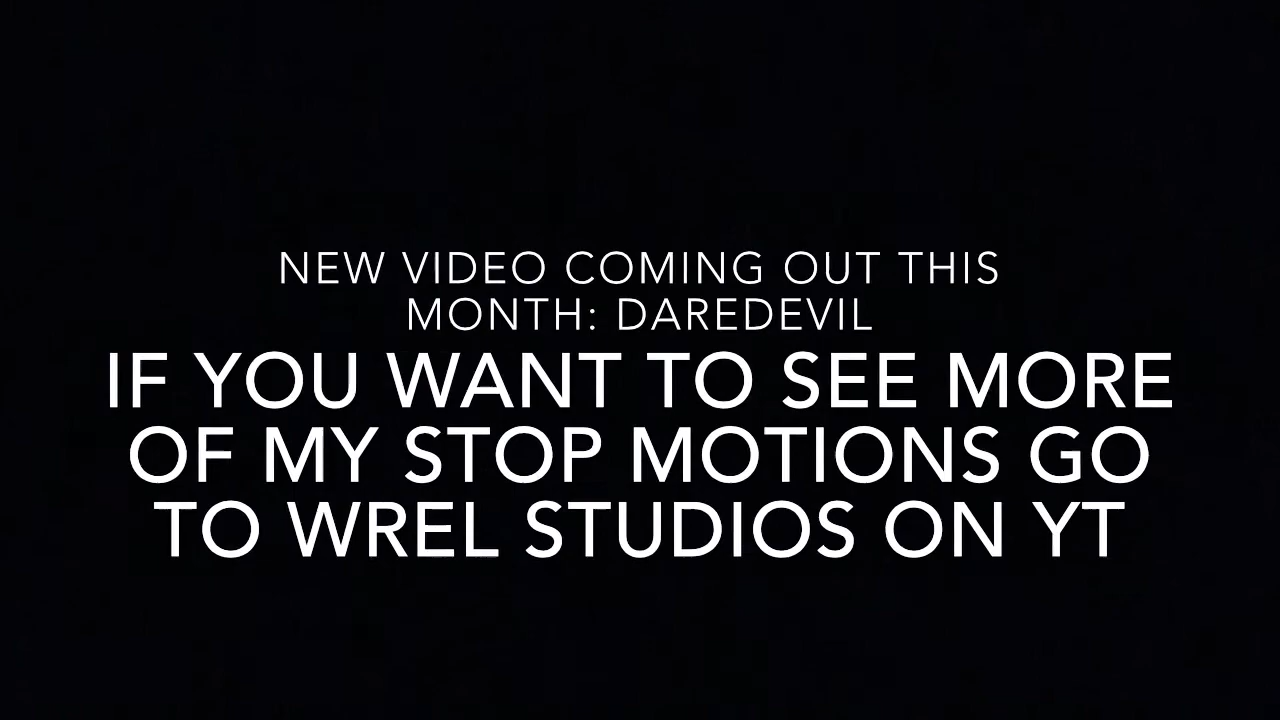 NEW VIDEO COMING OUT THIS
MONTH: DAREDEVIL
IF YOU WANT TO SEE MORE
OF MY STOP MOTIONS GO
TO WREL STUDIOS ON YT